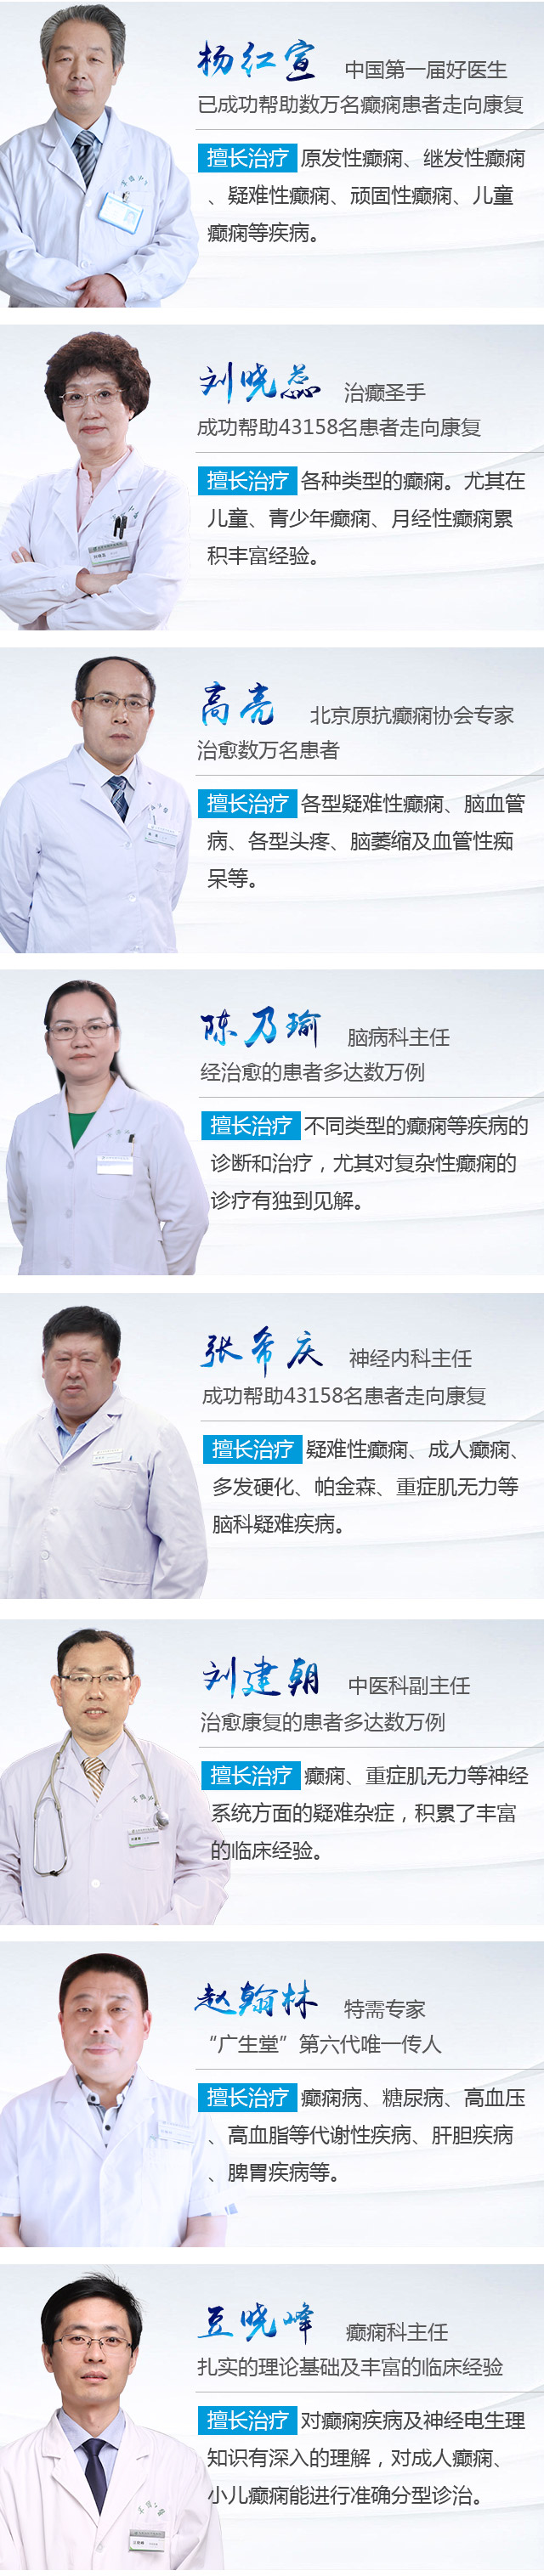 杨红宣 中国第一届好医生
已成功帮助数万名癫痫患者走向康复
擅长治疗 原发性癫痫、继发性癫痫
、疑难性癫痫、顽固性癫痫、儿童
癫痫等疾病。
刘晓蕊 治癫圣手
成功帮助43158名患者走向康复
擅长治疗 各种类型的癫痫。尤其在
儿童、青少年癫痫、月经性癫痫累
积丰富经验。
高亮 北京原抗癫痫协会专家
治愈数万名患者
擅长治疗 各型疑难性癫痫、脑血管
病、各型头疼、脑萎缩及血管性痴
呆等。
陈乃瑜 脑病科主任
经治愈的患者多达数万例
擅长治疗 不同类型的癫痫等疾病的
诊断和治疗，尤其对复杂性癫痫的
诊疗有独到见解。
张希庆 神经内科主任
成功帮助43158名患者走向康复
擅长治疗 疑难性癫痫、成人癫痫、
多发硬化、帕金森、重症肌无力等
脑科疑难疾病。
刘建朝 中医科副主任
治愈康复的患者多达数万例
擅长治疗 癫痫、重症肌无力等神经
系统方面的疑难杂症，积累了丰富
的临床经验。
赵翰林 特需专家
“广生堂”第六代唯一传人
擅长治疗 癫痫病、糖尿病、高血压
、高血脂等代谢性疾病、肝胆疾病
、脾胃疾病等。
豆晓峰 癫痫科主任
扎实的理论基础及丰富的临床经验
擅长治疗 对癫痫疾病及神经电生理
知识有深入的理解，对成人癫痫、
小儿癫痫能进行准确分型诊治。